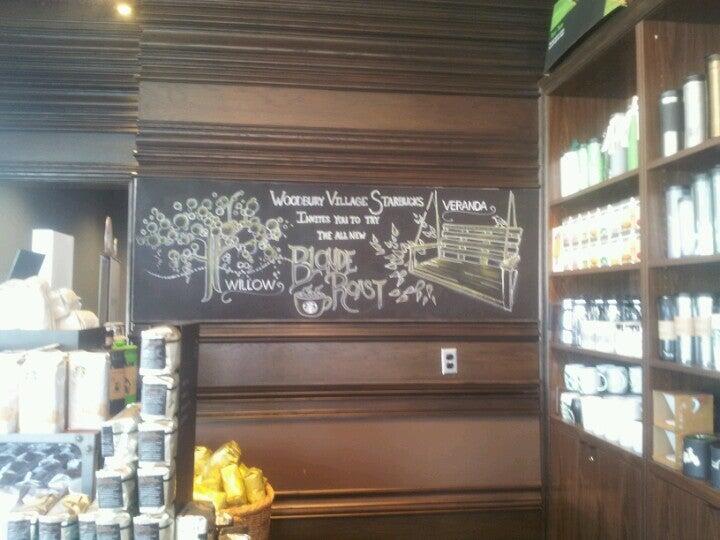 Woodbury Village Starbucks
Invites you to try
the all new
Blonde
Roast
Willow
Veranda